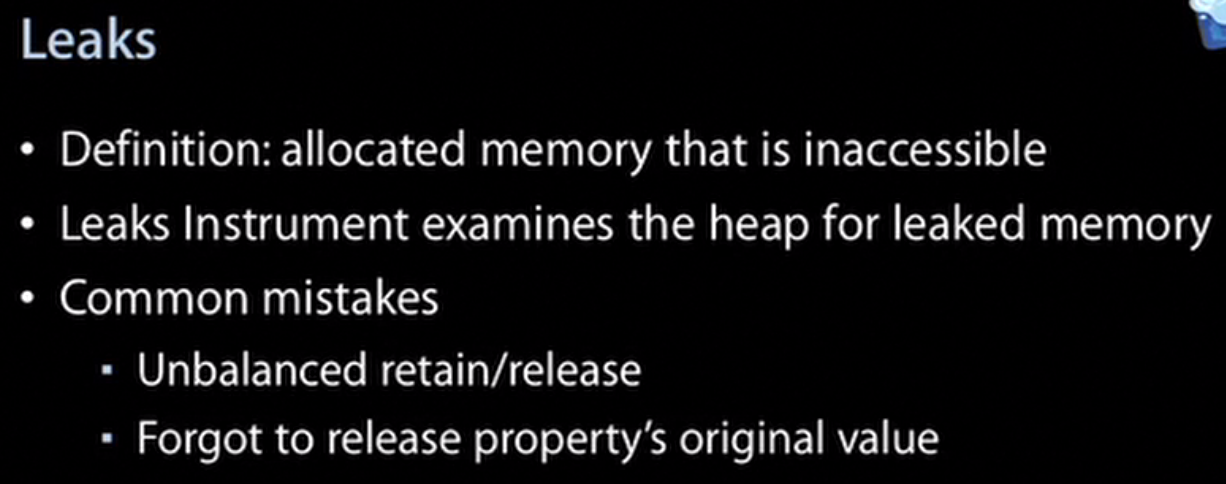 Leaks
• Definition: allocated memory that is inaccessible
• Leaks Instrument examines the heap for leaked memory
• Common mistakes
▪ Unbalanced retain/release
▪ Forgot to release property’s original value